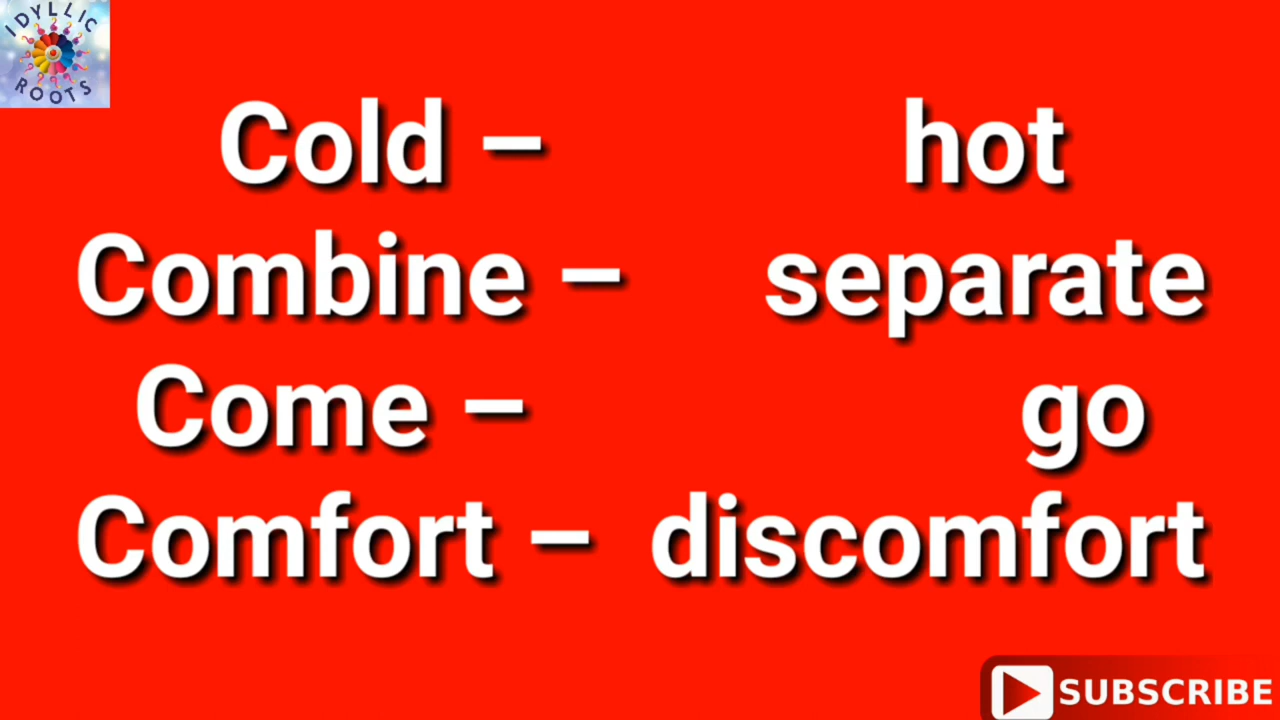 IDYLLIC
ROOTS
Cold – hot
Combine – separate
Come – go
Comfort – discomfort
SUBSCRIBE